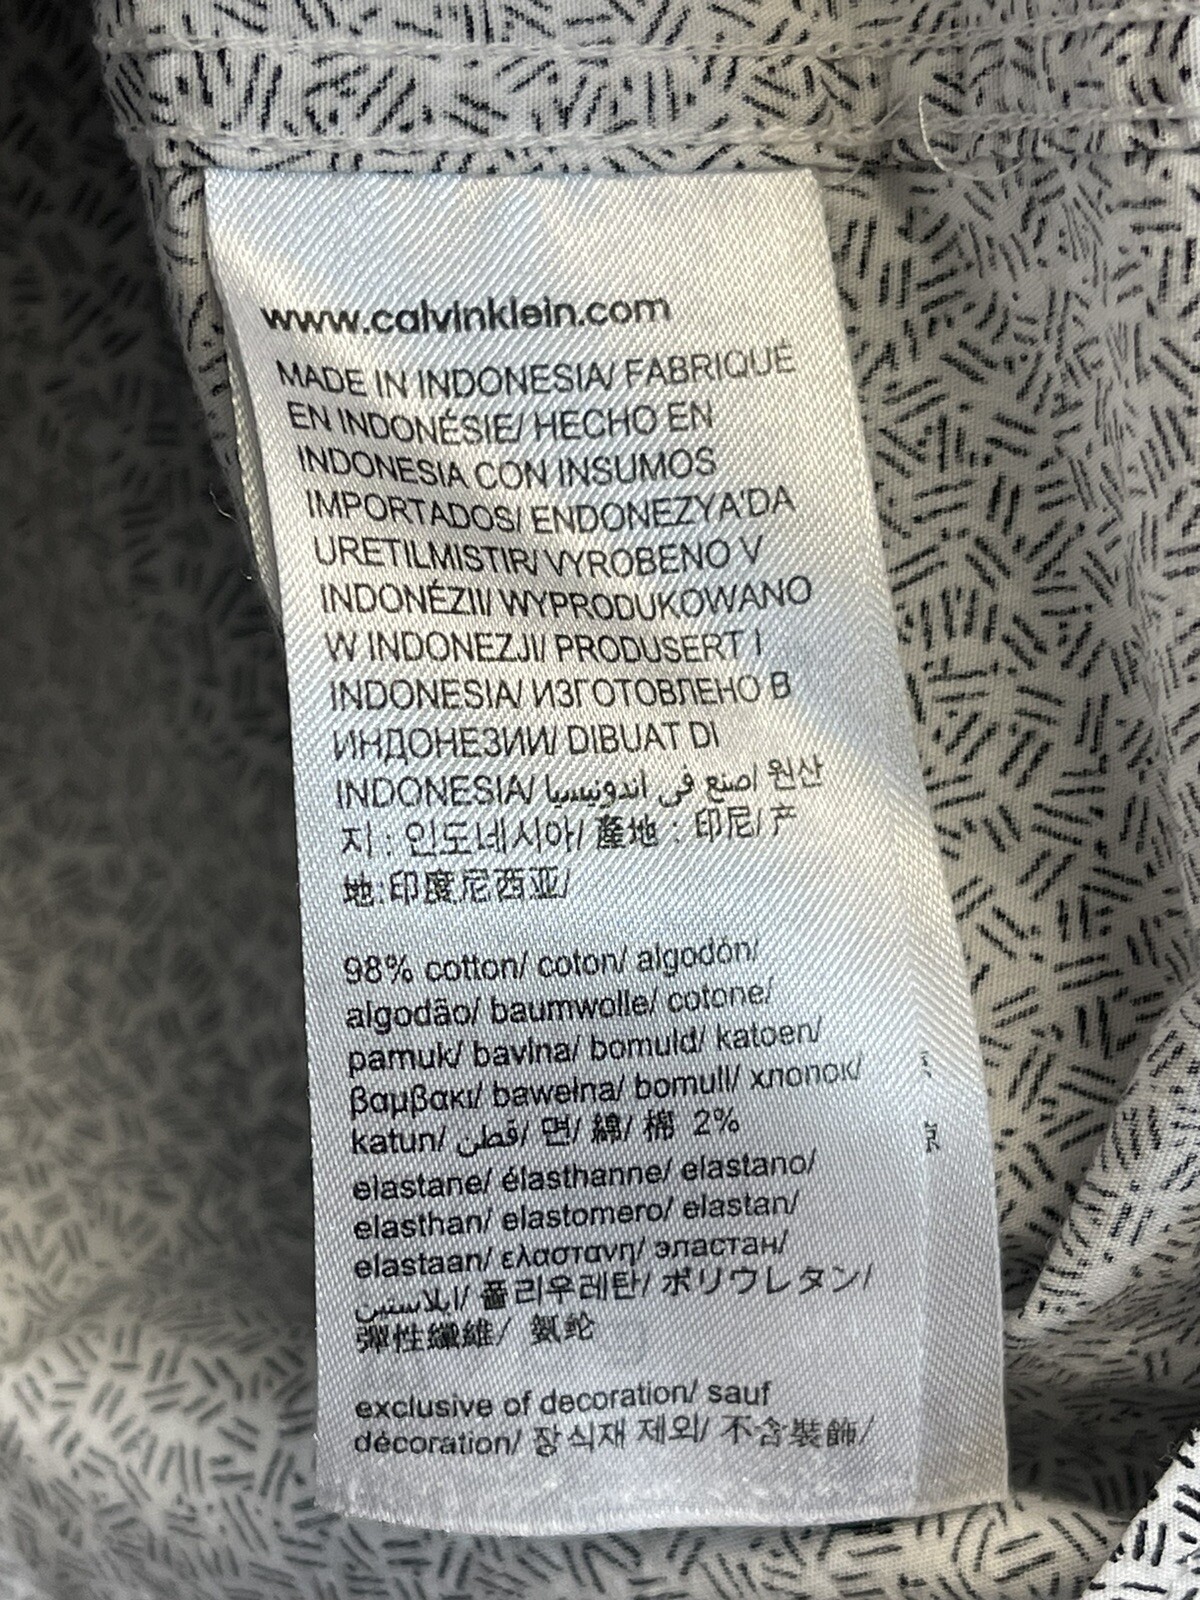 www.calvinklein.com
MADE IN INDONESIA/ FABRIQUÉ
EN INDONÉSIE/ HECHO EN
INDONESIA CON INSUMOS
IMPORTADOS/ ENDONEZYA'DA
URETILMISTIR/ VYROBENO V
INDONÉZII/ WYPRODUKOWANO
W INDONEZJI/ PRODUSERT I
INDONESIA/ ИЗГОТОВЛЕНО В
ИНДОНЕЗИИ/ DIBUAT DI
INDONESIA/ اصنع في اندونيسيا/ 원산
지 : 인도네시아/ 産地 : 印尼/ 产
地:印度尼西亚/
98% cotton/ coton/ algodón/
algodão/ baumwolle/ cotone/
pamuk/ bavlna/ bomuld/ katoen/
βαμβακι/ bawełna/ bomull/ хлопок/
katun/ قطن/ 면/ 綿/ 棉 2%
elastane/ élasthanne/ elastano/
elasthan/ elastomero/ elastan/
elastaan/ ελαστανη/ эластан/
ايلاستين/ 폴리우레탄/ ポリウレタン/
彈性纖維/ 氨纶
exclusive of decoration/ sauf
décoration/ 장식재 제외/ 不含裝飾/